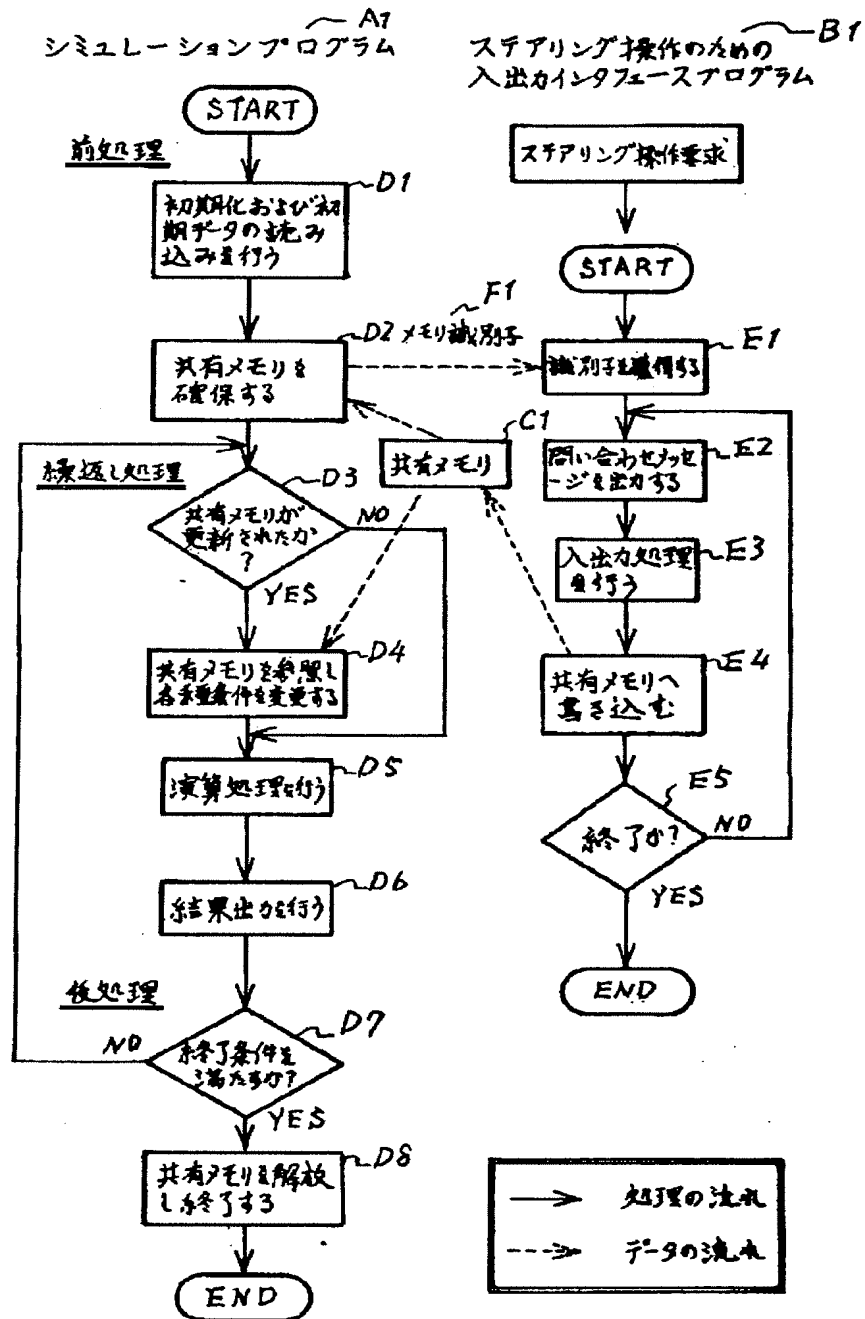 A1
シミュレーションプログラム
START
前処理
D1
初期化および初
期データの読み
込みを行う
D2
共有メモリを
確保する
繰返し処理
D3
共有メモリが
更新されたか
?
NO
YES
D4
共有メモリを参照し
各種条件を変更する
D5
演算処理を行う
D6
結果出力を行う
後処理
D7
終了条件を
満たすか?
NO
YES
D8
共有メモリを解放
し終了する
END
F1
メモリ識別子
C1
共有メモリ
B1
ステアリング操作のための
入出力インタフェースプログラム
ステアリング操作要求
START
E1
識別子を獲得する
E2
問い合わせメッセ
ージを出力する
E3
入出力処理
を行う
E4
共有メモリへ
書き込む
E5
終了か?
NO
YES
END
処理の流れ
データの流れ